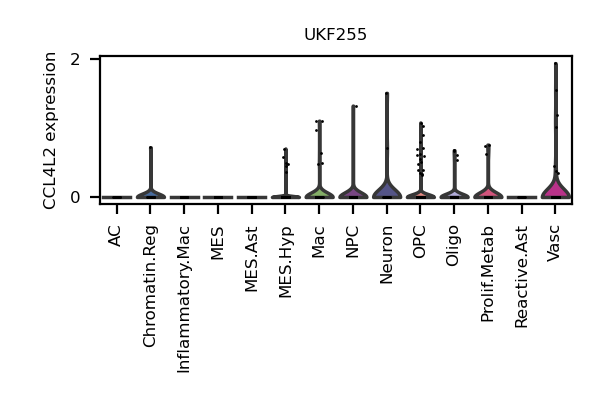 UKF255
CCL4L2 expression
2
0
AC
Chromatin.Reg
Inflammatory.Mac
MES
MES.Ast
MES.Hyp
Mac
NPC
Neuron
OPC
Oligo
Prolif.Metab
Reactive.Ast
Vasc